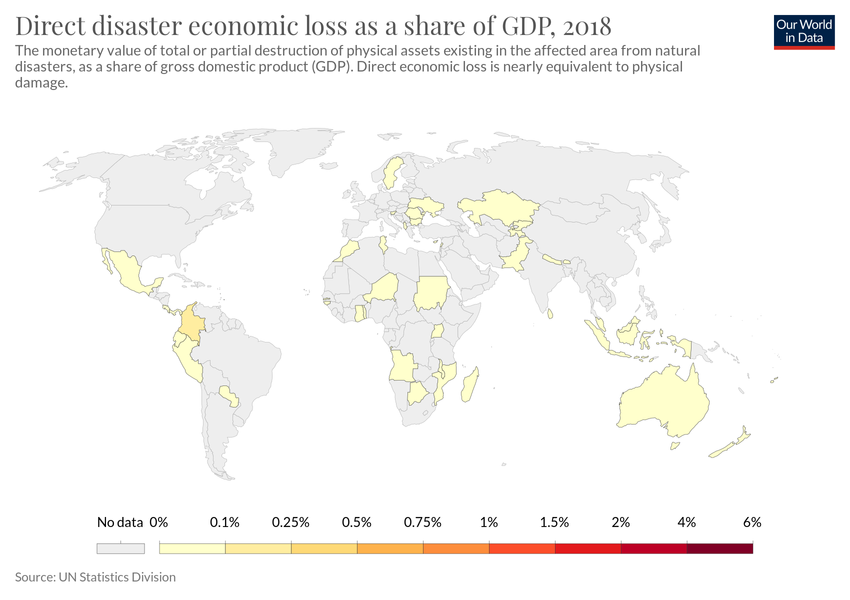 Direct disaster economic loss as a share of GDP, 2018
Our World
in Data
The monetary value of total or partial destruction of physical assets existing in the affected area from natural
disasters, as a share of gross domestic product (GDP). Direct economic loss is nearly equivalent to physical
damage.
No data 0% 0.1% 0.25% 0.5% 0.75% 1% 1.5% 2% 4% 6%
Source: UN Statistics Division